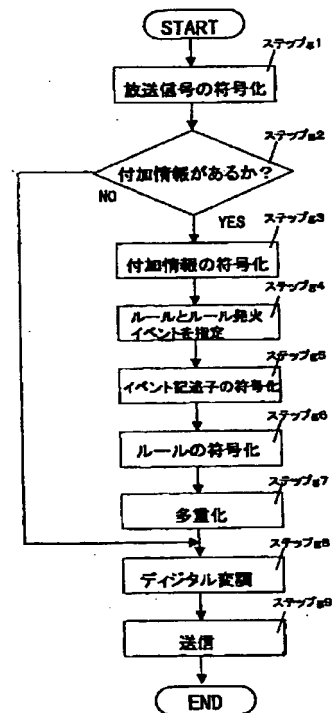 START
ステップg1
放送信号の符号化
ステップg2
付加情報があるか？
NO
YES
ステップg3
付加情報の符号化
ステップg4
ルールとルール発火
イベントを指定
ステップg5
イベント記述子の符号化
ステップg6
ルールの符号化
ステップg7
多重化
ステップg8
ディジタル変調
ステップg9
送信
END